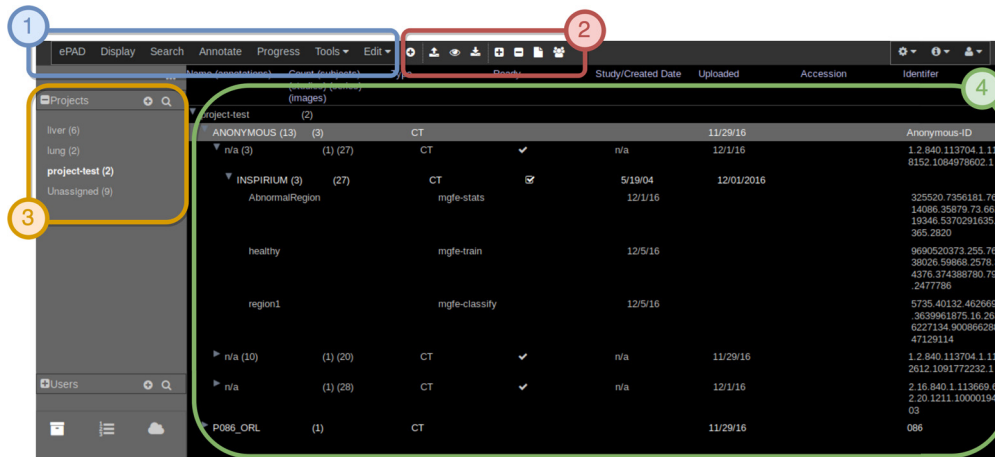 1
2
ePAD Display Search Annotate Progress Tools Edit
Name (annotations) Count (subjects) Type Ready Study/Created Date Uploaded Accession Identifer
(studies) (series)
(images)
4
Projects
project-test (2)
liver (6)
ANONYMOUS (13) (3) CT 11/29/16 Anonymous-ID
lung (2)
n/a (3) (1) (27) CT n/a 12/1/16 1.2.840.113704.1.11
8152.1084978602.1
project-test (2)
INSPIRIUM (3) (27) CT 5/19/04 12/01/2016
Unassigned (9)
AbnormalRegion mgfe-stats 12/1/16 325520.7356181.76
14086.35879.73.66
19346.5370291635.
365.2820
3
healthy mgfe-train 12/5/16 9690520373.255.76
38026.59868.2578.
4376.374388780.79
.2477786
region1 mgfe-classify 12/5/16 5735.40132.462669
.3639961875.16.26
6227134.900866288
47129114
n/a (10) (1) (20) CT n/a 11/29/16 1.2.840.113704.1.11
2612.1091772232.1
Users
n/a (1) (28) CT n/a 12/1/16 2.16.840.1.113669.6
2.20.1211.10000194
03
P086_ORL (1) CT 11/29/16 086